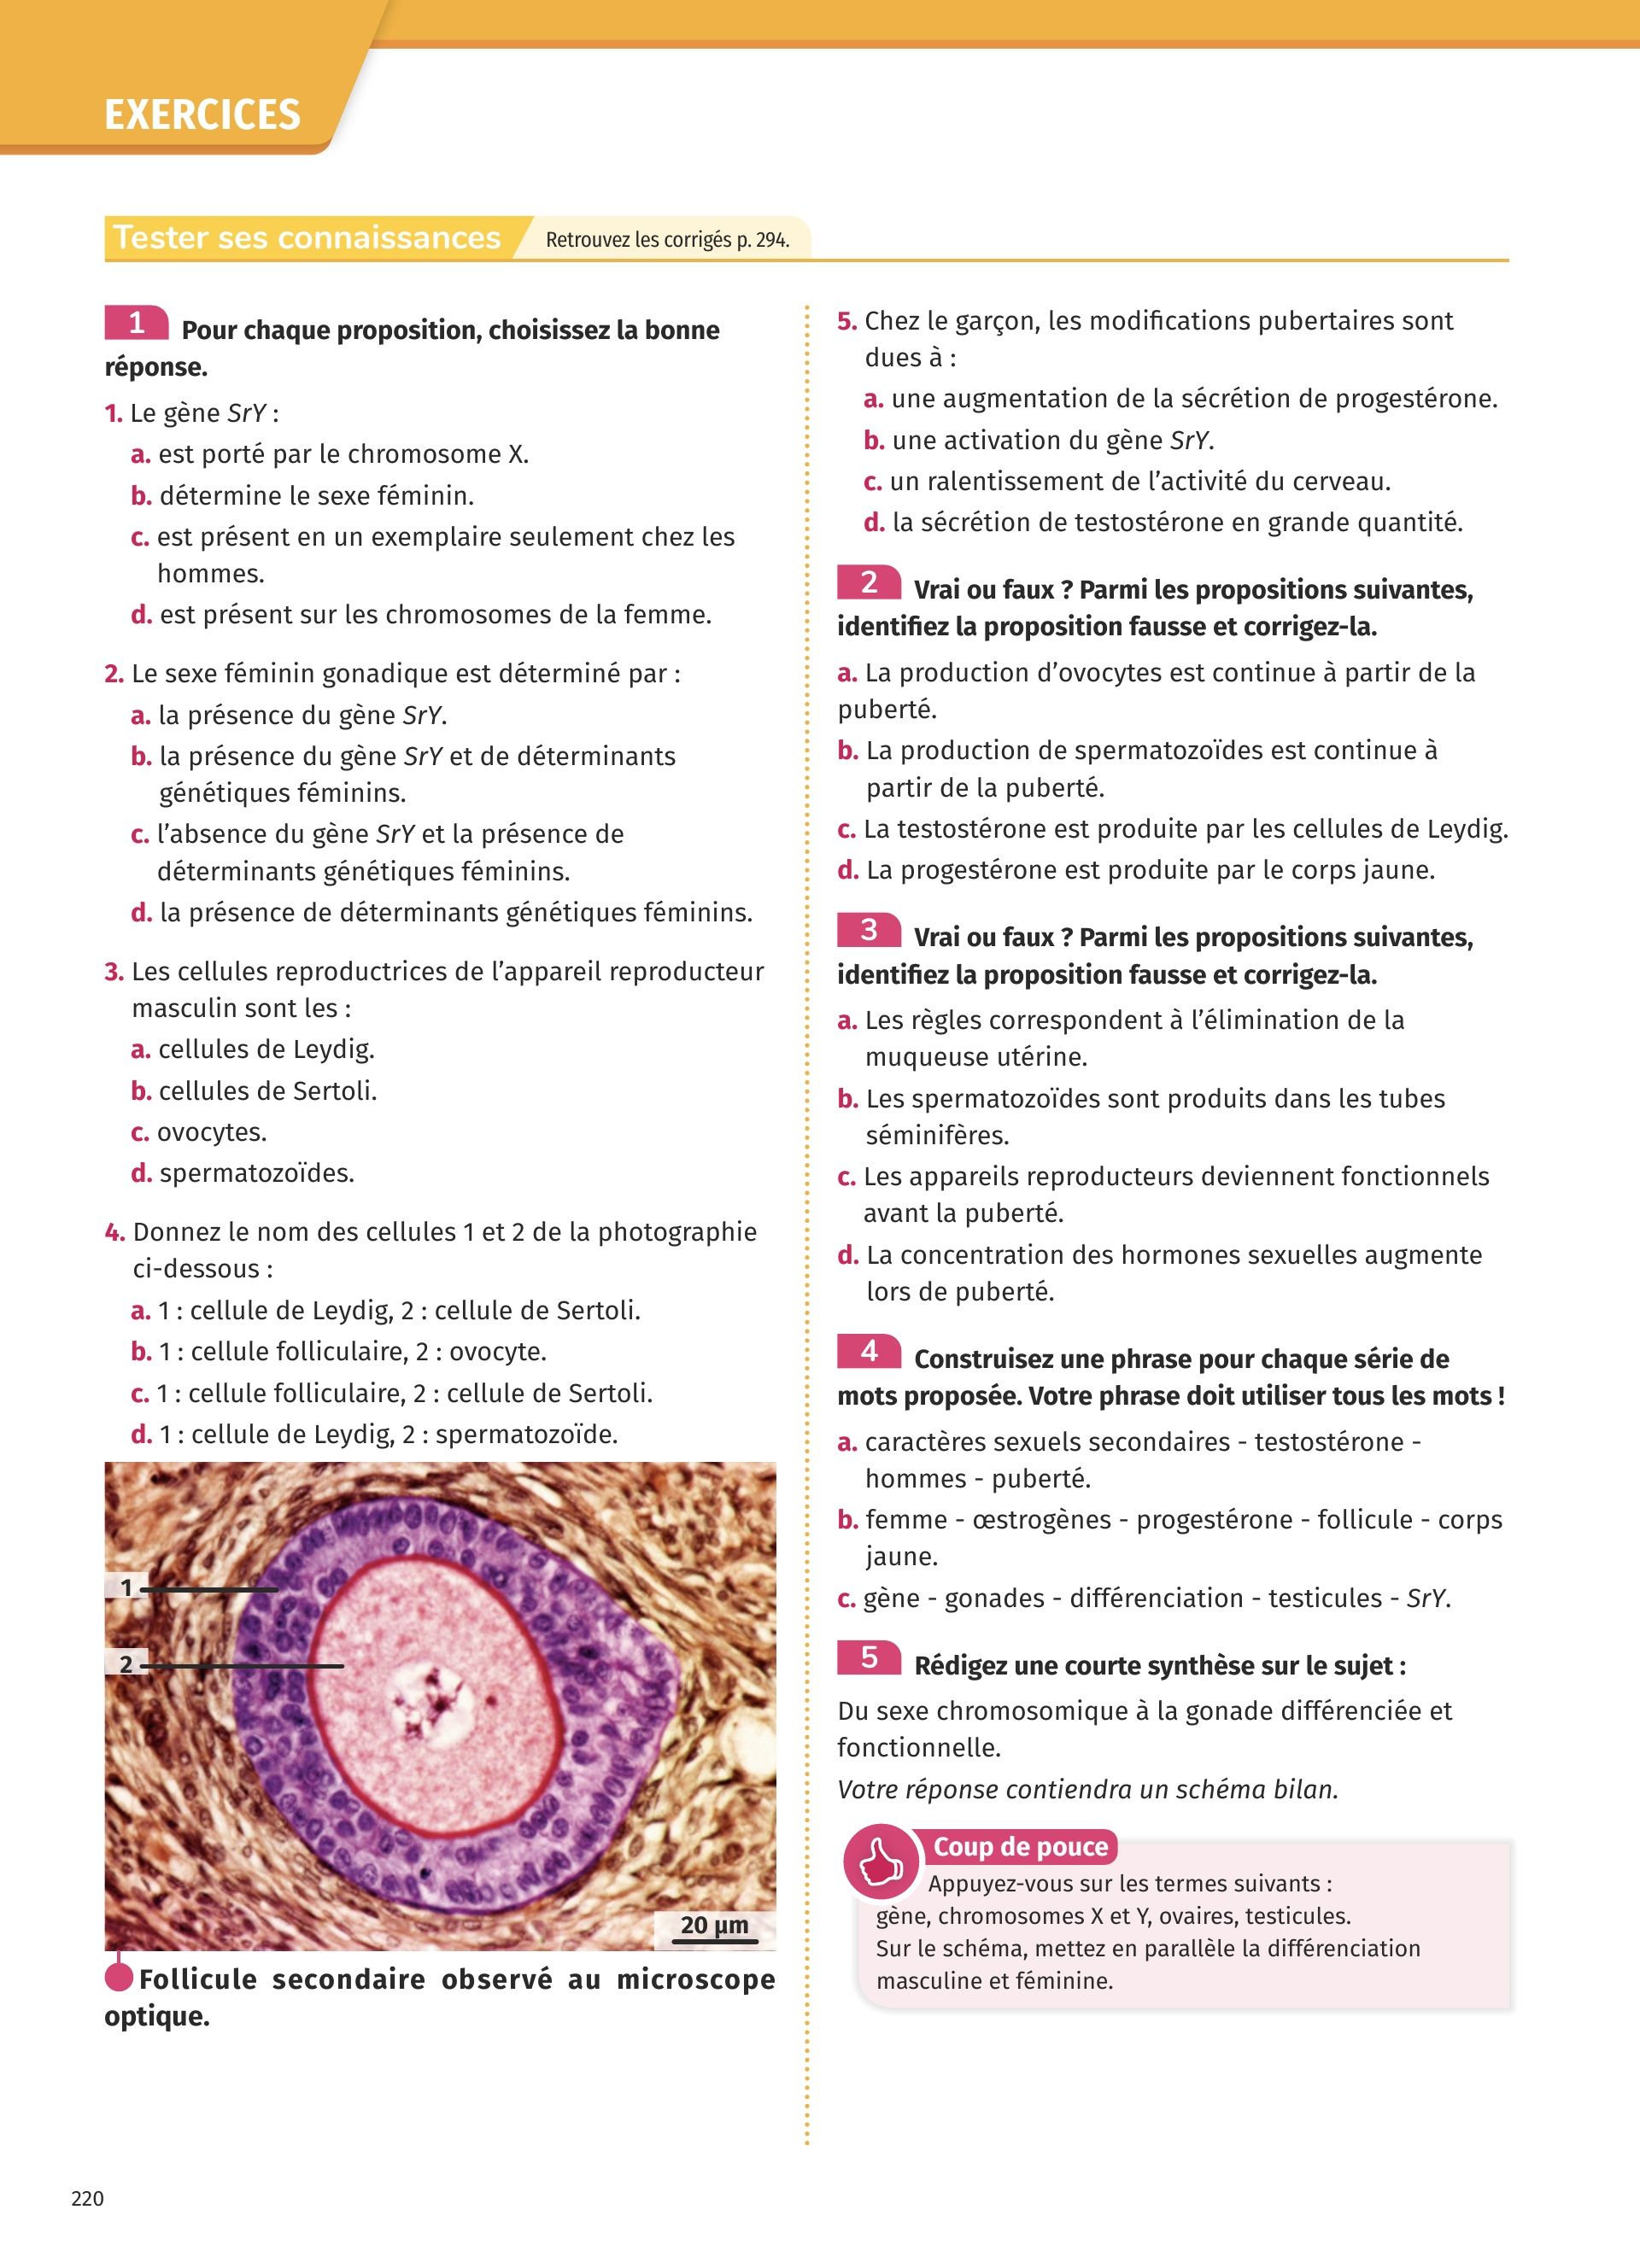 EXERCICES
Tester ses connaissances
Retrouvez les corrigés p. 294.
1 Pour chaque proposition, choisissez la bonne
réponse.
1. Le gène SrY :
a. est porté par le chromosome X.
b. détermine le sexe féminin.
c. est présent en un exemplaire seulement chez les
hommes.
d. est présent sur les chromosomes de la femme.
2. Le sexe féminin gonadique est déterminé par :
a. la présence du gène SrY.
b. la présence du gène SrY et de déterminants
génétiques féminins.
c. l’absence du gène SrY et la présence de
déterminants génétiques féminins.
d. la présence de déterminants génétiques féminins.
3. Les cellules reproductrices de l’appareil reproducteur
masculin sont les :
a. cellules de Leydig.
b. cellules de Sertoli.
c. ovocytes.
d. spermatozoïdes.
4. Donnez le nom des cellules 1 et 2 de la photographie
ci-dessous :
a. 1 : cellule de Leydig, 2 : cellule de Sertoli.
b. 1 : cellule folliculaire, 2 : ovocyte.
c. 1 : cellule folliculaire, 2 : cellule de Sertoli.
d. 1 : cellule de Leydig, 2 : spermatozoïde.
1
2
20 µm
Follicule secondaire observé au microscope
optique.
5. Chez le garçon, les modifications pubertaires sont
dues à :
a. une augmentation de la sécrétion de progestérone.
b. une activation du gène SrY.
c. un ralentissement de l’activité du cerveau.
d. la sécrétion de testostérone en grande quantité.
2 Vrai ou faux ? Parmi les propositions suivantes,
identifiez la proposition fausse et corrigez-la.
a. La production d’ovocytes est continue à partir de la
puberté.
b. La production de spermatozoïdes est continue à
partir de la puberté.
c. La testostérone est produite par les cellules de Leydig.
d. La progestérone est produite par le corps jaune.
3 Vrai ou faux ? Parmi les propositions suivantes,
identifiez la proposition fausse et corrigez-la.
a. Les règles correspondent à l’élimination de la
muqueuse utérine.
b. Les spermatozoïdes sont produits dans les tubes
séminifères.
c. Les appareils reproducteurs deviennent fonctionnels
avant la puberté.
d. La concentration des hormones sexuelles augmente
lors de puberté.
4 Construisez une phrase pour chaque série de
mots proposée. Votre phrase doit utiliser tous les mots !
a. caractères sexuels secondaires - testostérone -
hommes - puberté.
b. femme - œstrogènes - progestérone - follicule - corps
jaune.
c. gène - gonades - différenciation - testicules - SrY.
5 Rédigez une courte synthèse sur le sujet :
Du sexe chromosomique à la gonade différenciée et
fonctionnelle.
Votre réponse contiendra un schéma bilan.
Coup de pouce
Appuyez-vous sur les termes suivants :
gène, chromosomes X et Y, ovaires, testicules.
Sur le schéma, mettez en parallèle la différenciation
masculine et féminine.
220